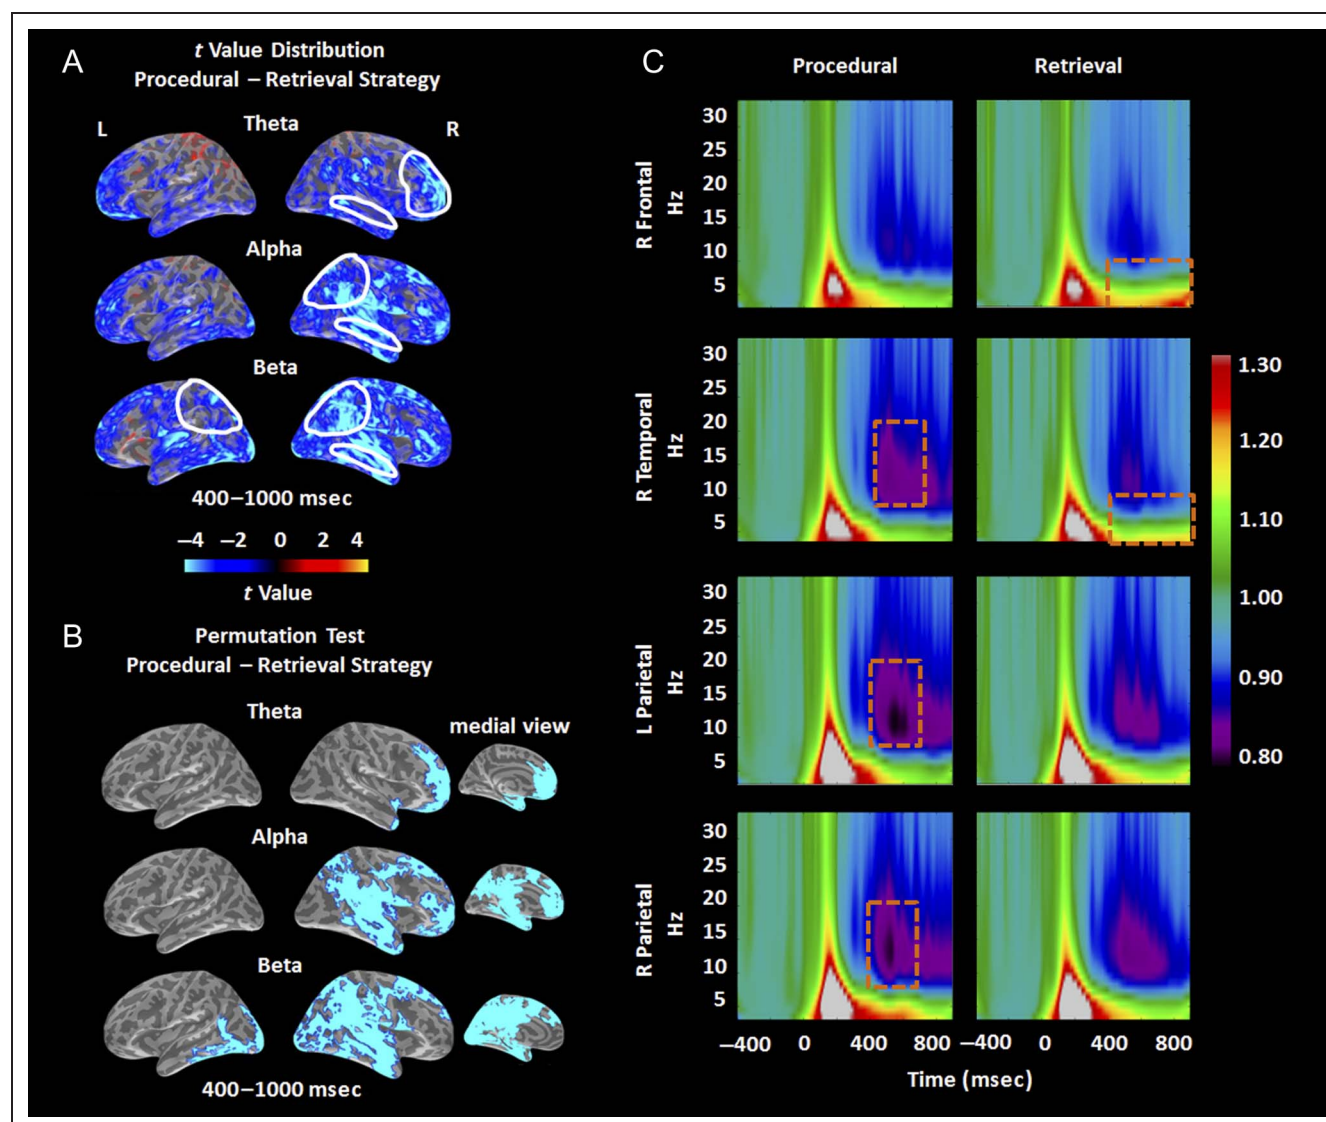 A
t Value Distribution
Procedural – Retrieval Strategy
L
Theta
R
Alpha
Beta
400–1000 msec
–4 –2 0 2 4
t Value
B
Permutation Test
Procedural – Retrieval Strategy
Theta
medial view
Alpha
Beta
400–1000 msec
C
Procedural
Retrieval
R Frontal
Hz
30
25
20
15
10
5
R Temporal
Hz
30
25
20
15
10
5
L Parietal
Hz
30
25
20
15
10
5
R Parietal
Hz
30
25
20
15
10
5
–400 0 400 800 –400 0 400 800
Time (msec)
1.30
1.20
1.10
1.00
0.90
0.80